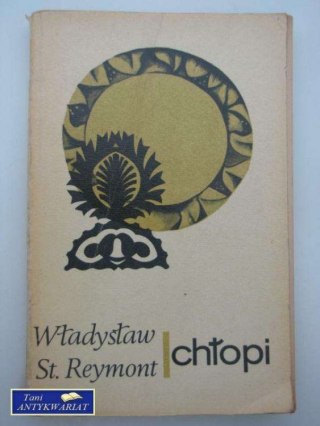 Władysław
St. Reymont
chłopi
Tani
ANTYKWARIAT